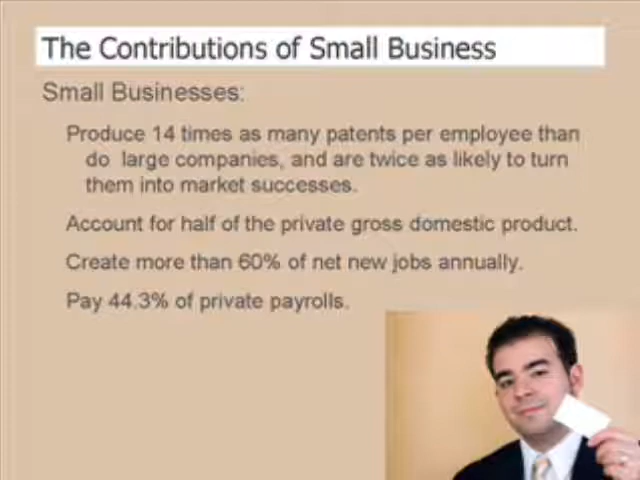 The Contributions of Small Business
Small Businesses:
Produce 14 times as many patents per employee than
do large companies, and are twice as likely to turn
them into market successes.
Account for half of the private gross domestic product.
Create more than 60% of net new jobs annually.
Pay 44.3% of private payrolls.